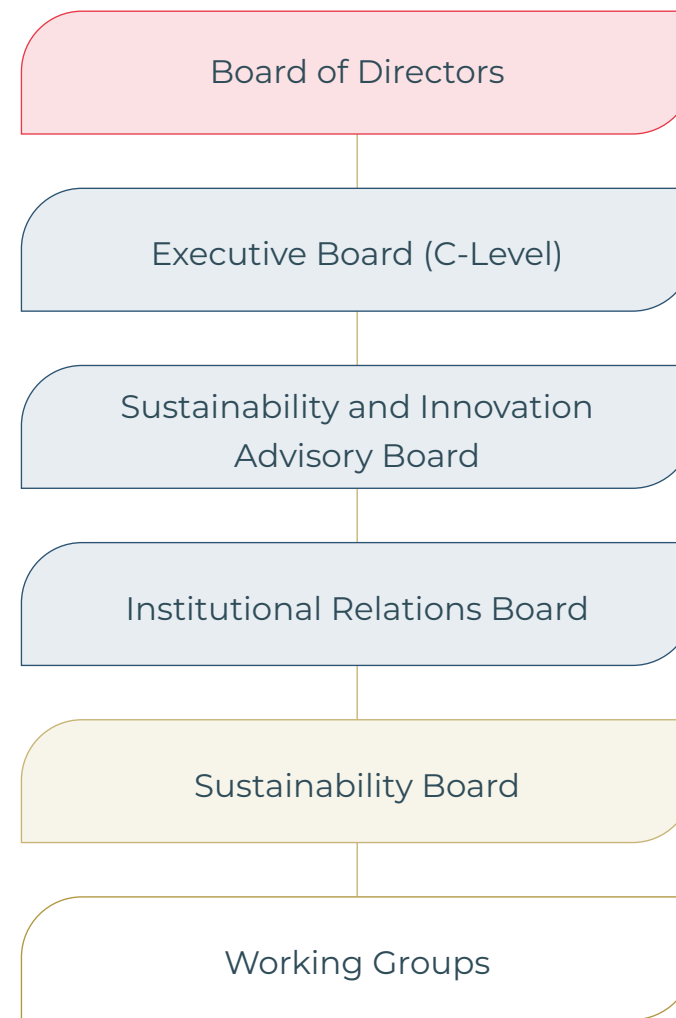 Board of Directors
Executive Board (C-Level)
Sustainability and Innovation
Advisory Board
Institutional Relations Board
Sustainability Board
Working Groups